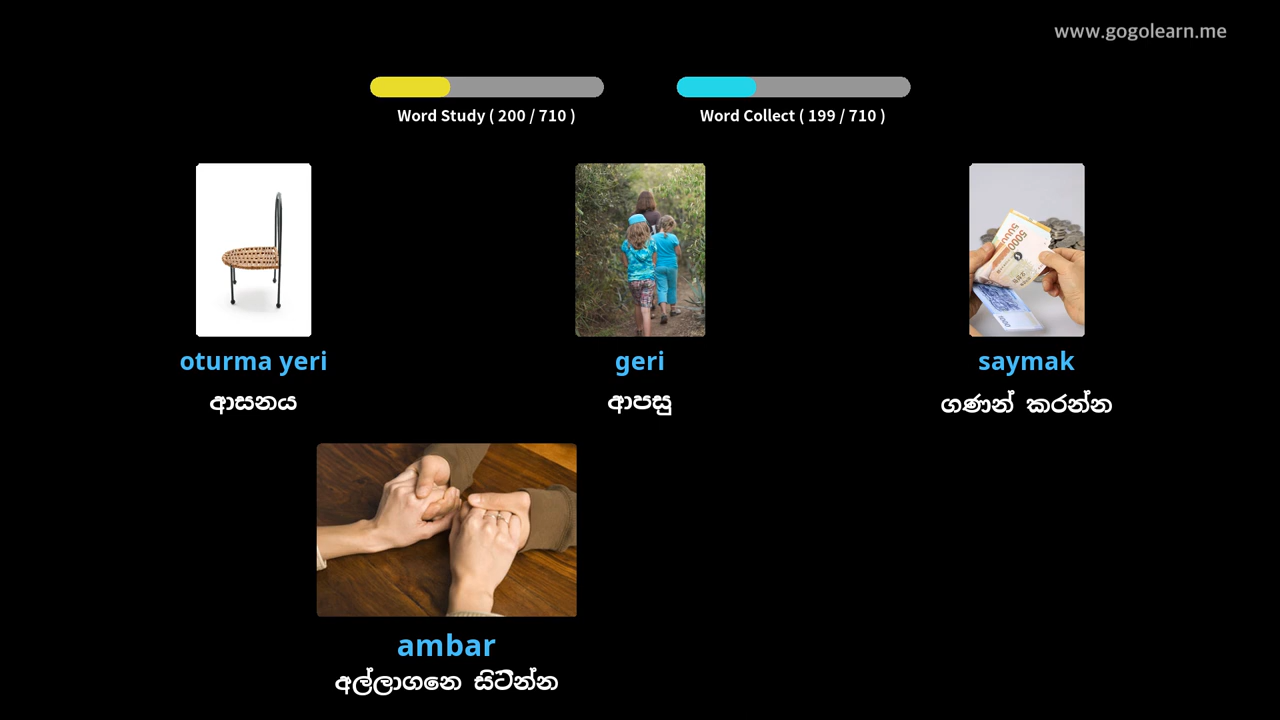 www.gogolearn.me
Word Study ( 200 / 710 )
Word Collect ( 199 / 710 )
oturma yeri
ආසනය
geri
ආපසු
saymak
ගණන් කරන්න
ambar
අල්ලාගනෙ සිටින්න